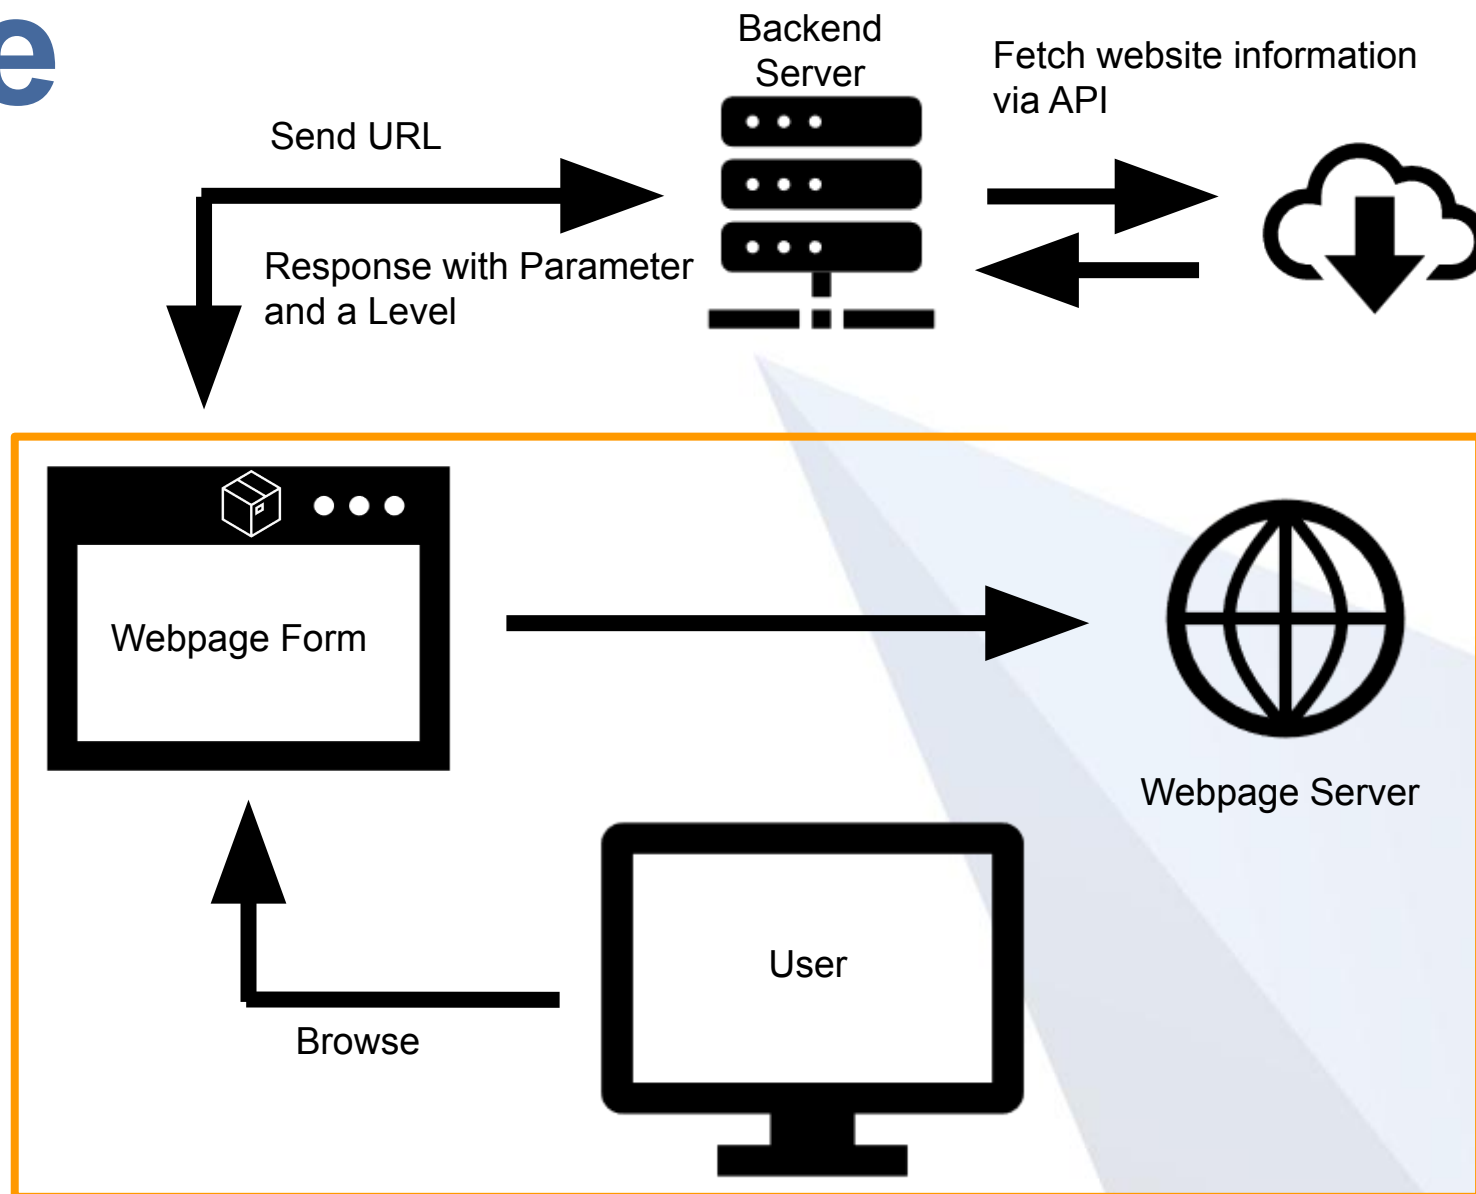 e
Backend
Server
Fetch website information
via API
Send URL
Response with Parameter
and a Level
Webpage Form
Webpage Server
User
Browse